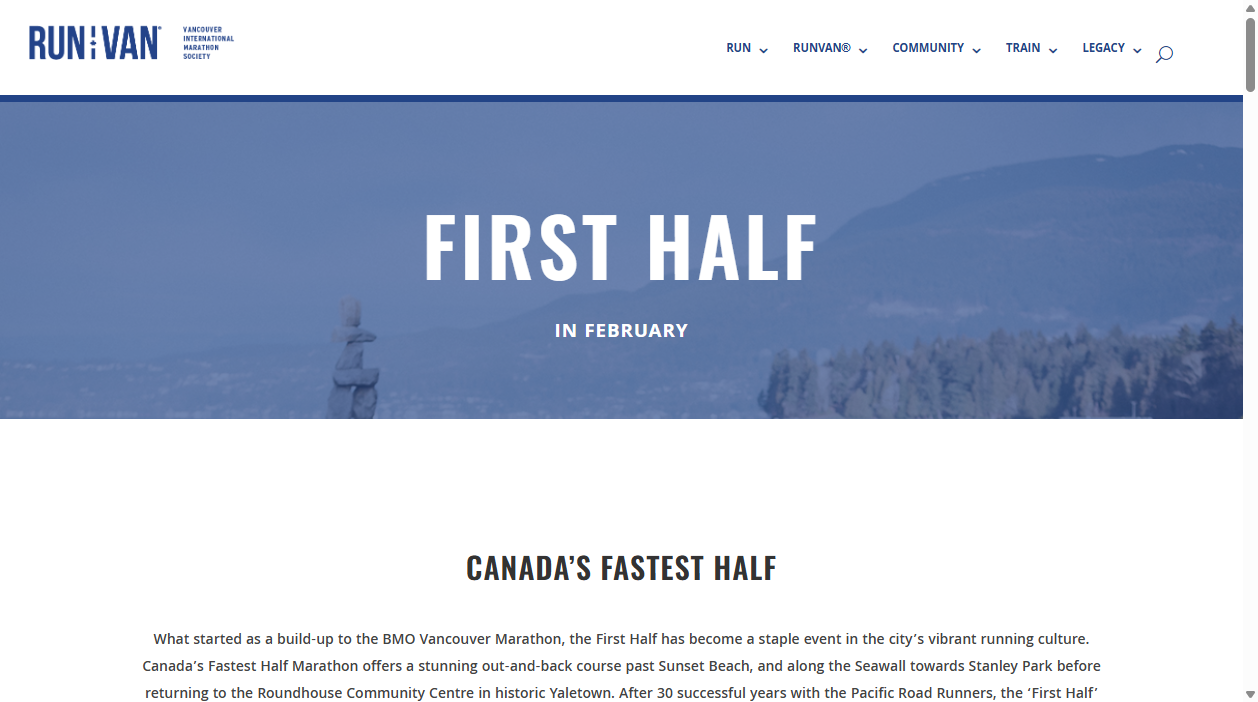 RUN VAN®
VANCOUVER
INTERNATIONAL
MARATHON
SOCIETY
RUN
RUNVAN®
COMMUNITY
TRAIN
LEGACY
FIRST HALF
IN FEBRUARY
CANADA’S FASTEST HALF
What started as a build-up to the BMO Vancouver Marathon, the First Half has become a staple event in the city’s vibrant running culture.
Canada’s Fastest Half Marathon offers a stunning out-and-back course past Sunset Beach, and along the Seawall towards Stanley Park before
returning to the Roundhouse Community Centre in historic Yaletown. After 30 successful years with the Pacific Road Runners, the ‘First Half’